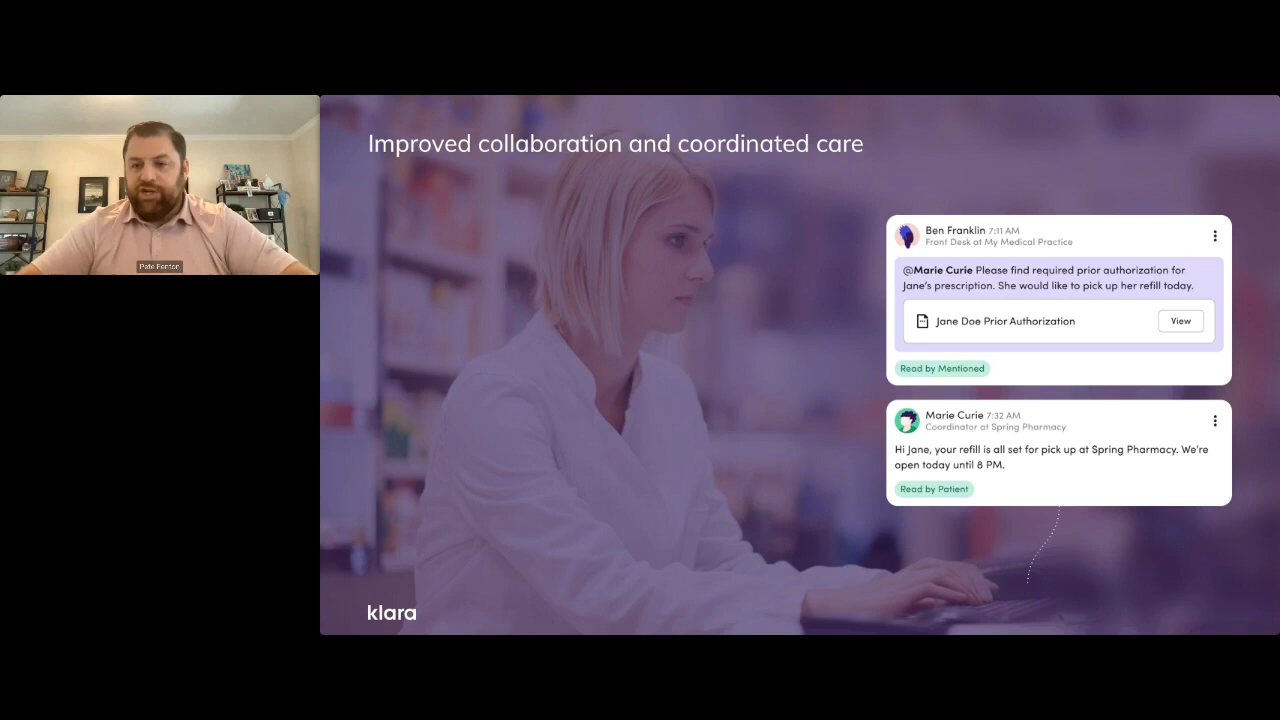 Improved collaboration and coordinated care
Pete Fenton
Ben Franklin 7:11 AM
Front Desk at My Medical Practice
@Marie Curie Please find required prior authorization for
Jane's prescription. She would like to pick up her refill today.
Jane Doe Prior Authorization
View
Read by Mentioned
Marie Curie 7:32 AM
Coordinator at Spring Pharmacy
Hi Jane, your refill is all set for pick up at Spring Pharmacy. We're
open today until 8 PM.
Read by Patient
klara